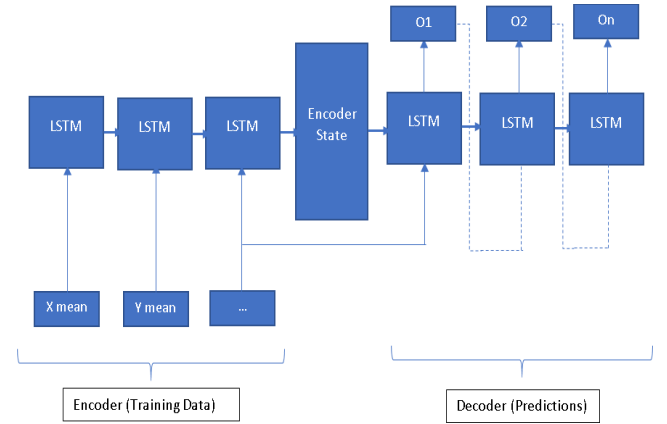 O1
O2
On
LSTM
LSTM
LSTM
Encoder
State
LSTM
LSTM
LSTM
X mean
Y mean
...
Encoder (Training Data)
Decoder (Predictions)